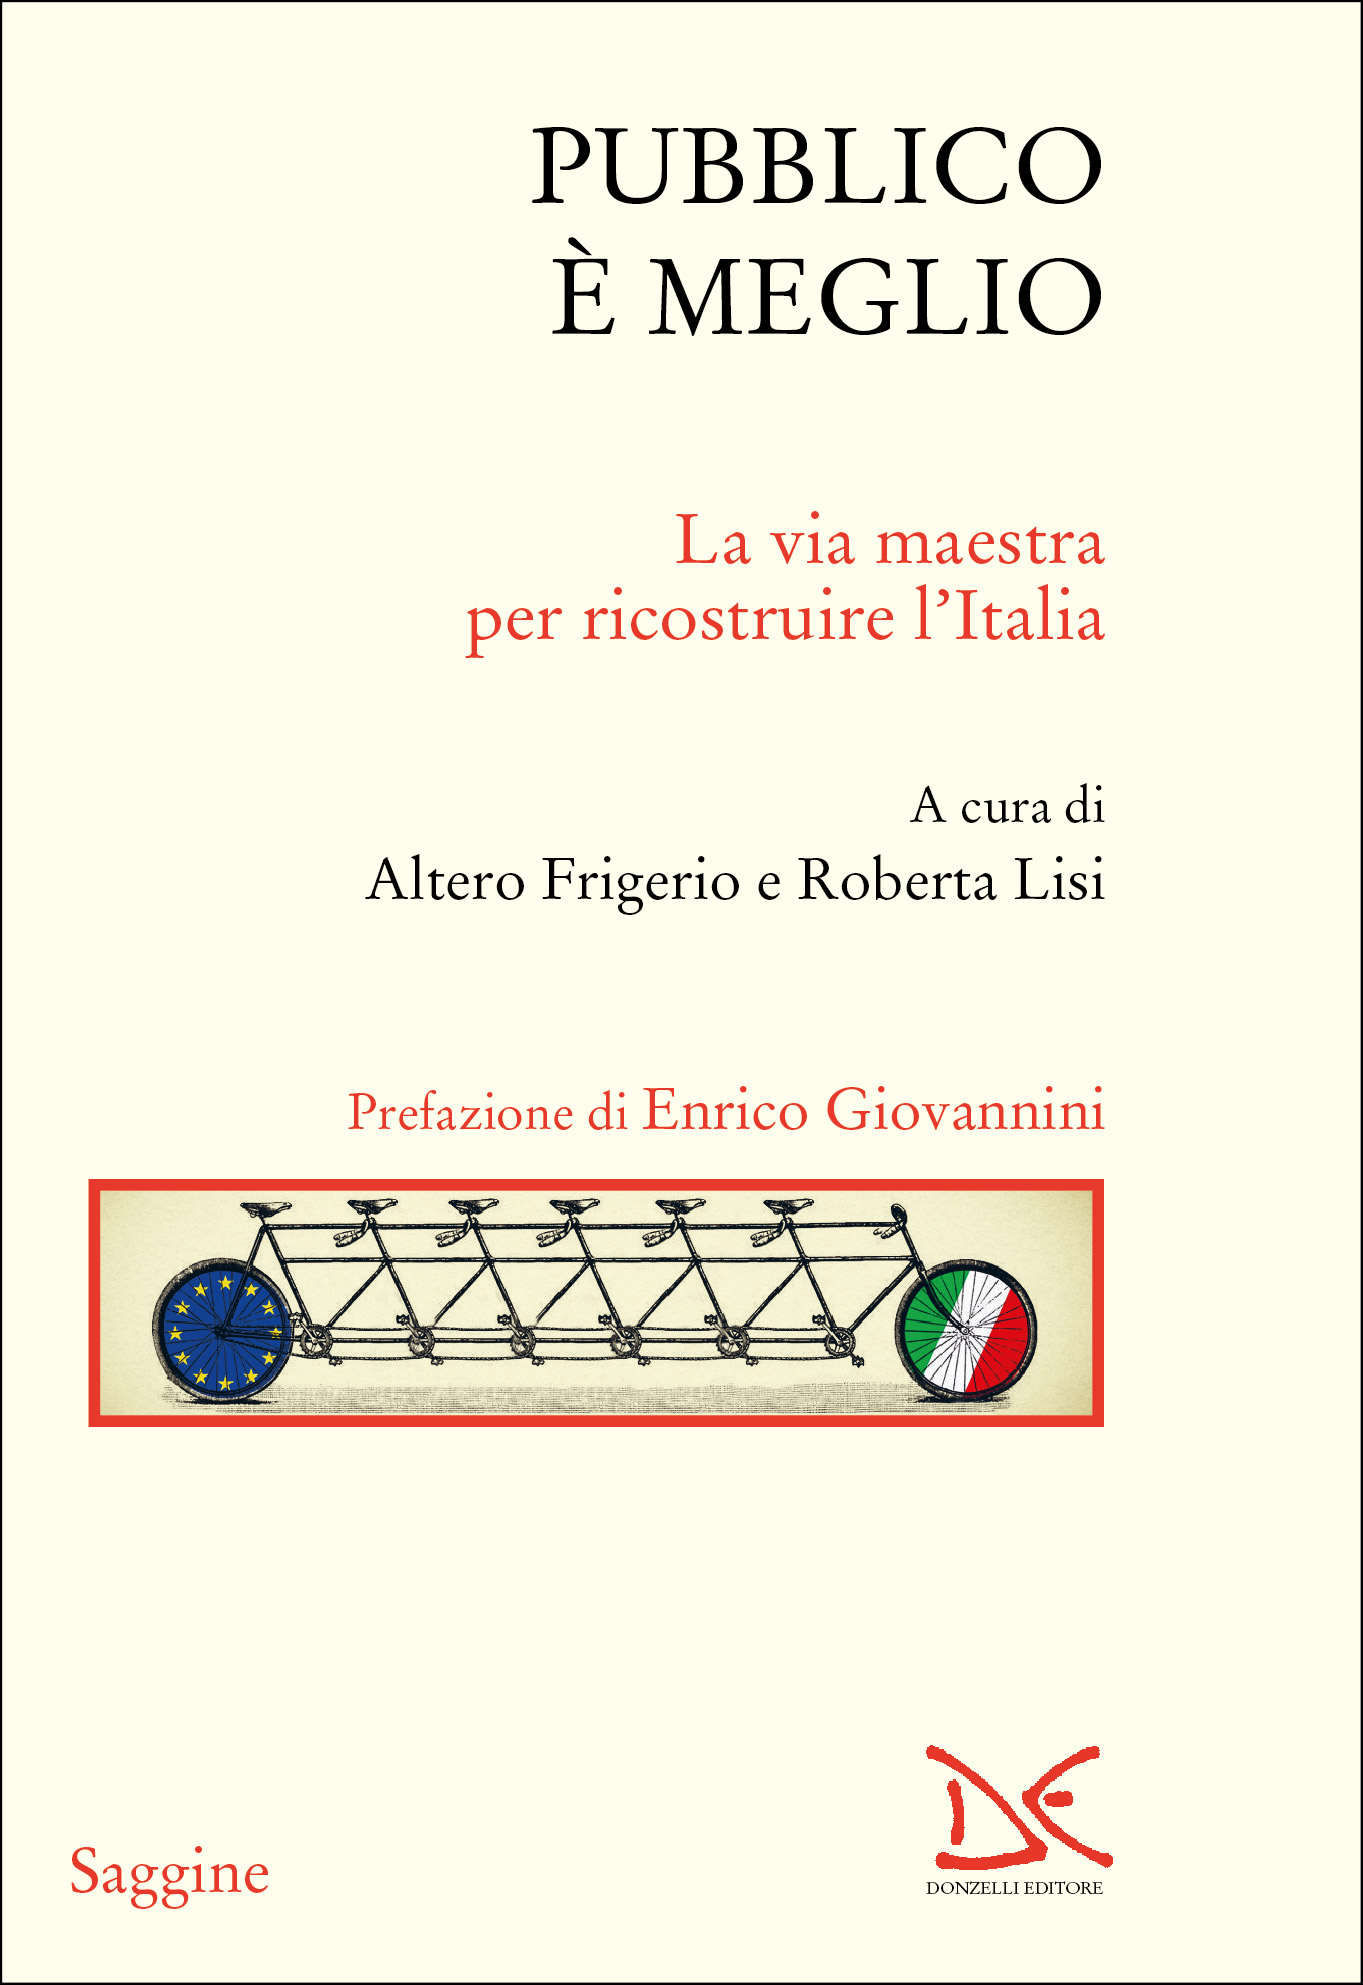 PUBBLICO
È MEGLIO
La via maestra
per ricostruire l’Italia
A cura di
Altero Frigerio e Roberta Lisi
Prefazione di Enrico Giovannini
Saggine
DE
DONZELLI EDITORE